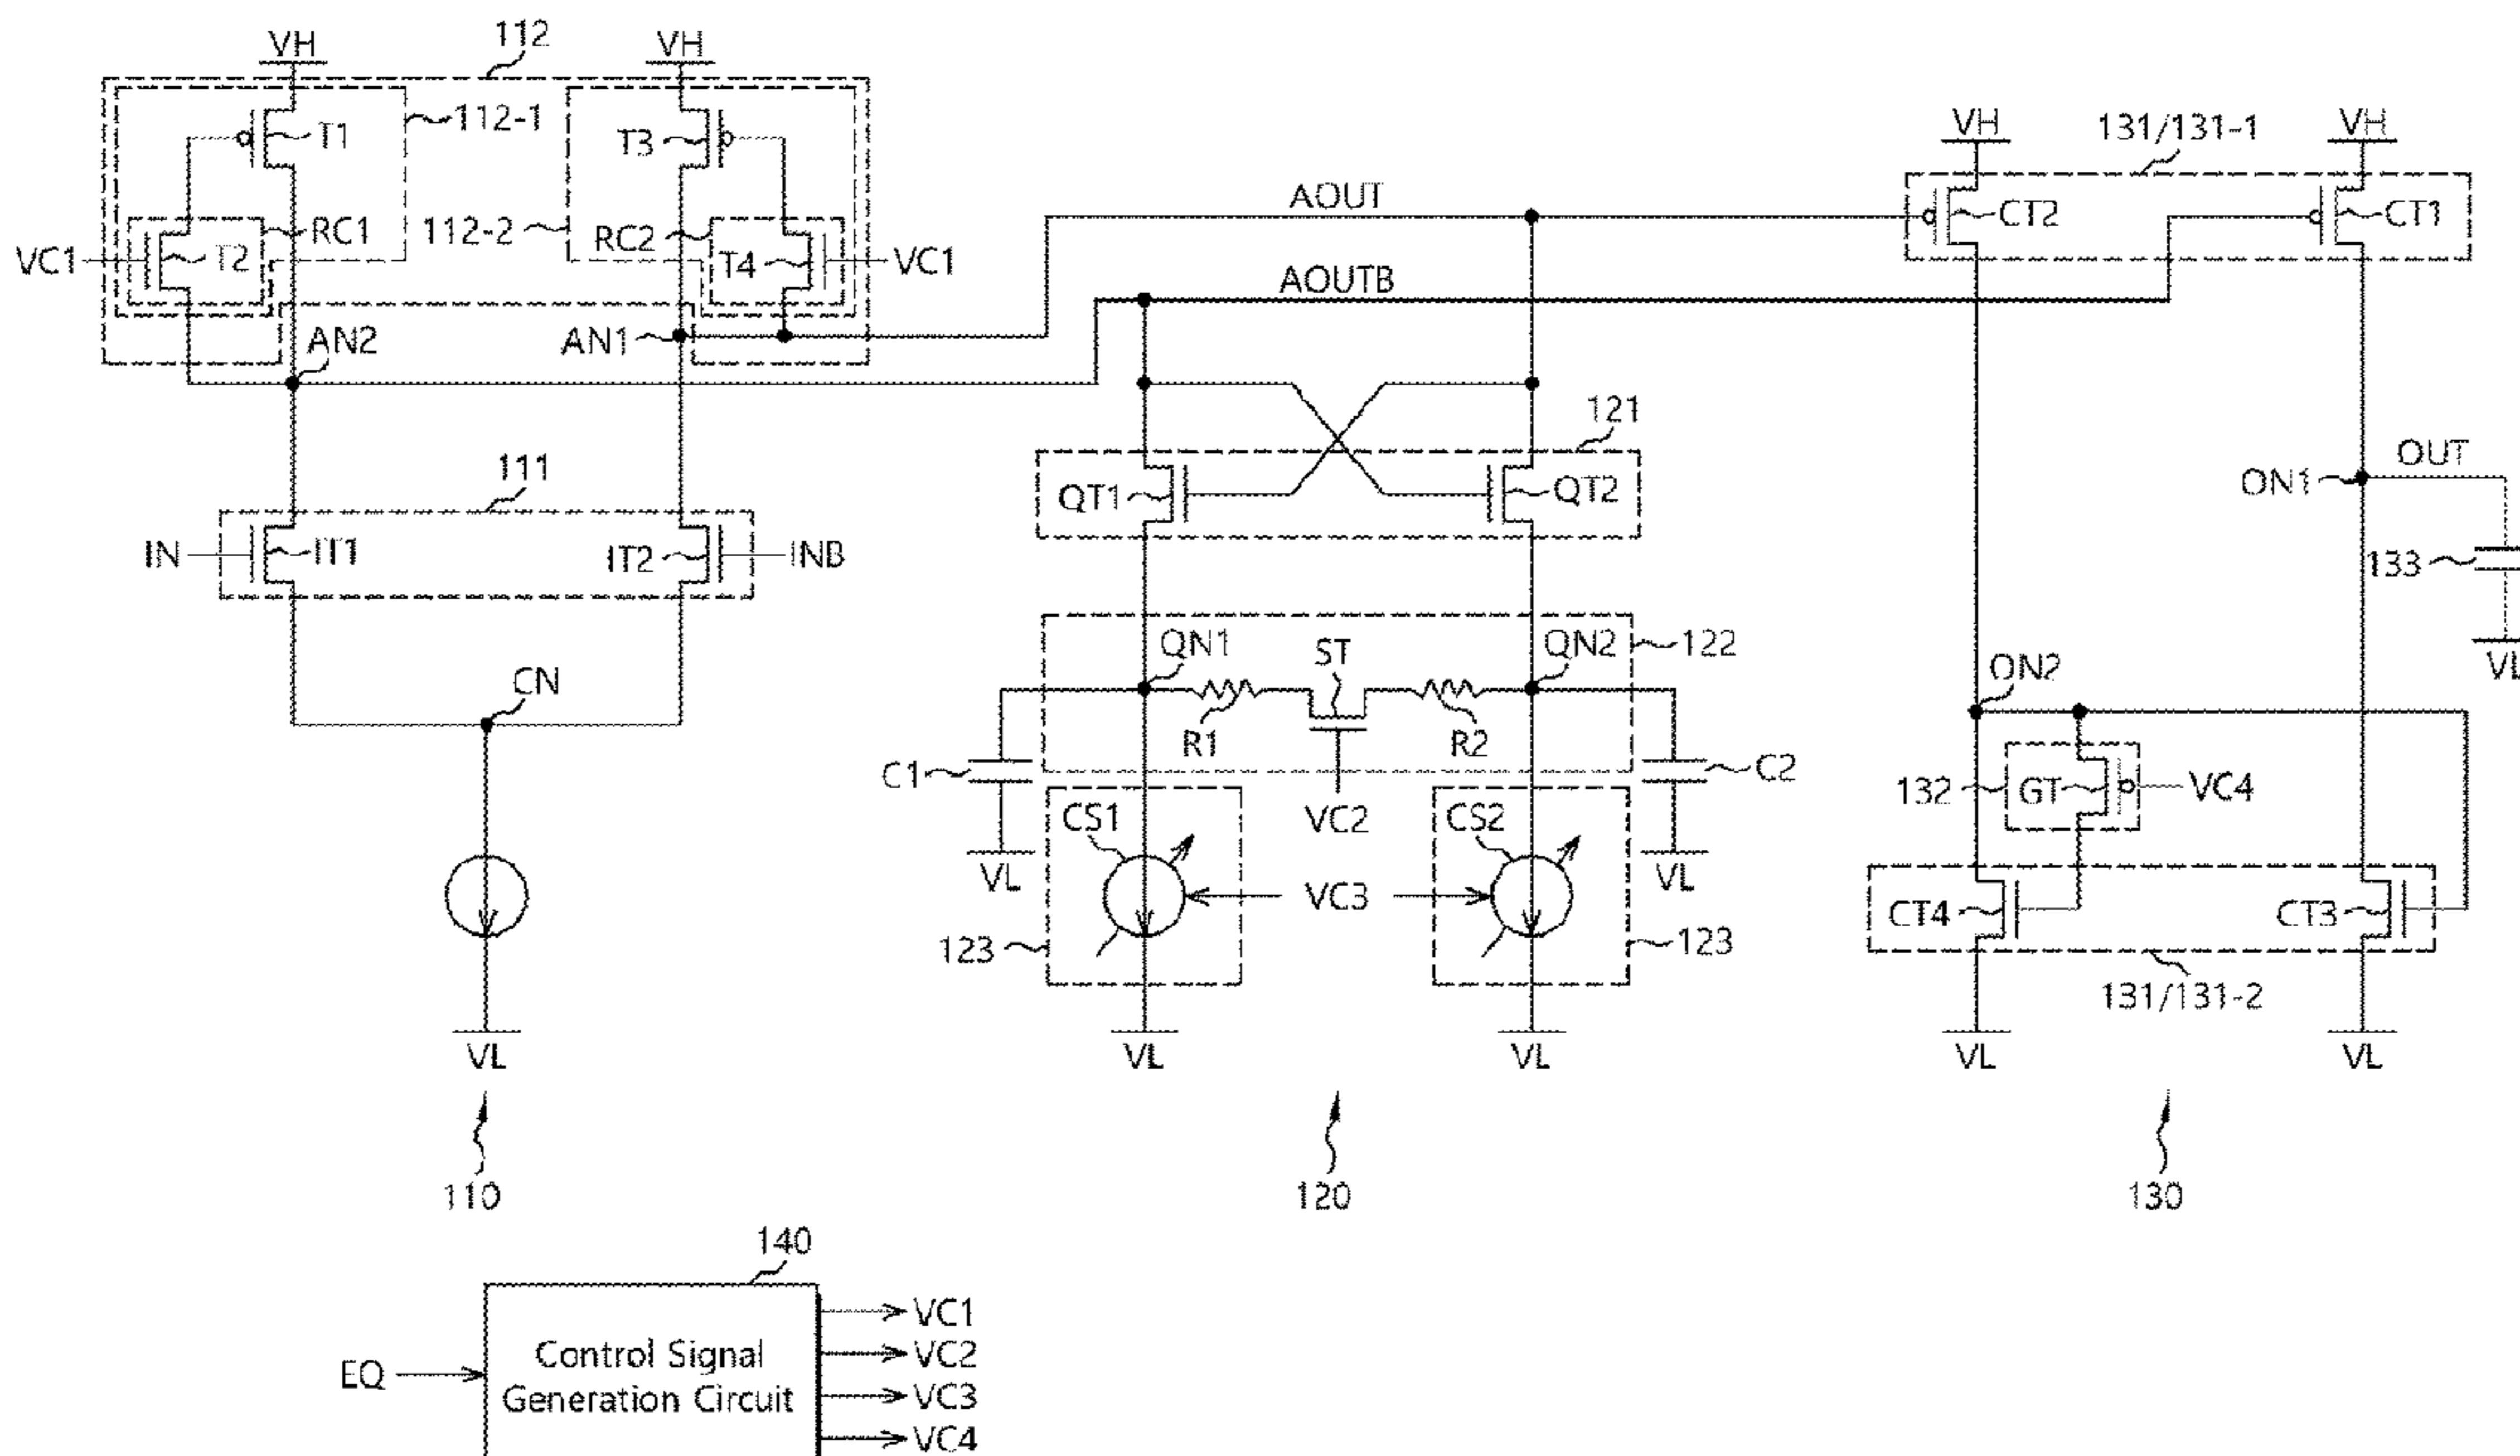 112
VH
VH
VH
131/131-1
VH
T1
112-1
T3
CT2
CT1
AOUT
RC1
112-2
RC2
VC1
T2
T4
VC1
AOUTB
AN2
AN1
121
111
OUT
QT1
QT2
ON1
IN
IT1
IT2
INB
133
QN1
ST
QN2
122
VL
CN
ON2
R1
R2
C1
C2
132
GT
VC4
CS1
VC2
CS2
VL
VL
VC3
CT4
CT3
123
123
131/131-2
VL
VL
VL
VL
VL
110
120
130
140
EQ
Control Signal
Generation Circuit
VC1
VC2
VC3
VC4